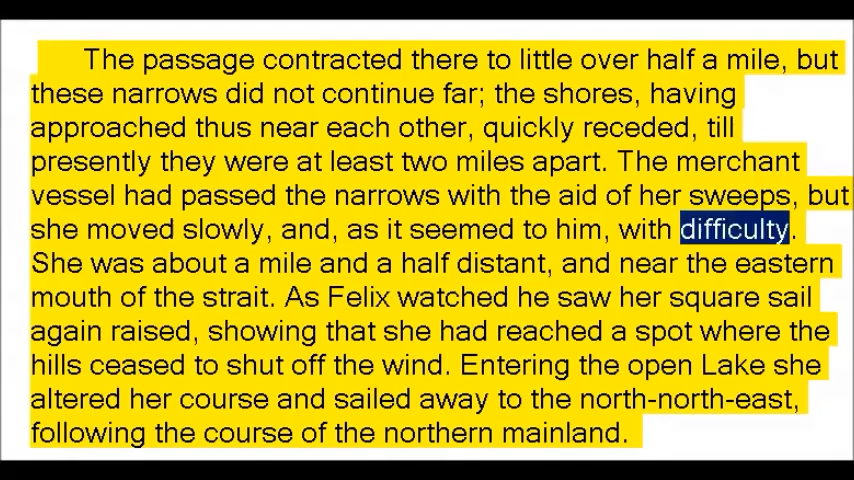 The passage contracted there to little over half a mile, but
these narrows did not continue far; the shores, having
approached thus near each other, quickly receded, till
presently they were at least two miles apart. The merchant
vessel had passed the narrows with the aid of her sweeps, but
she moved slowly, and, as it seemed to him, with difficulty.
She was about a mile and a half distant, and near the eastern
mouth of the strait. As Felix watched he saw her square sail
again raised, showing that she had reached a spot where the
hills ceased to shut off the wind. Entering the open Lake she
altered her course and sailed away to the north-north-east,
following the course of the northern mainland.